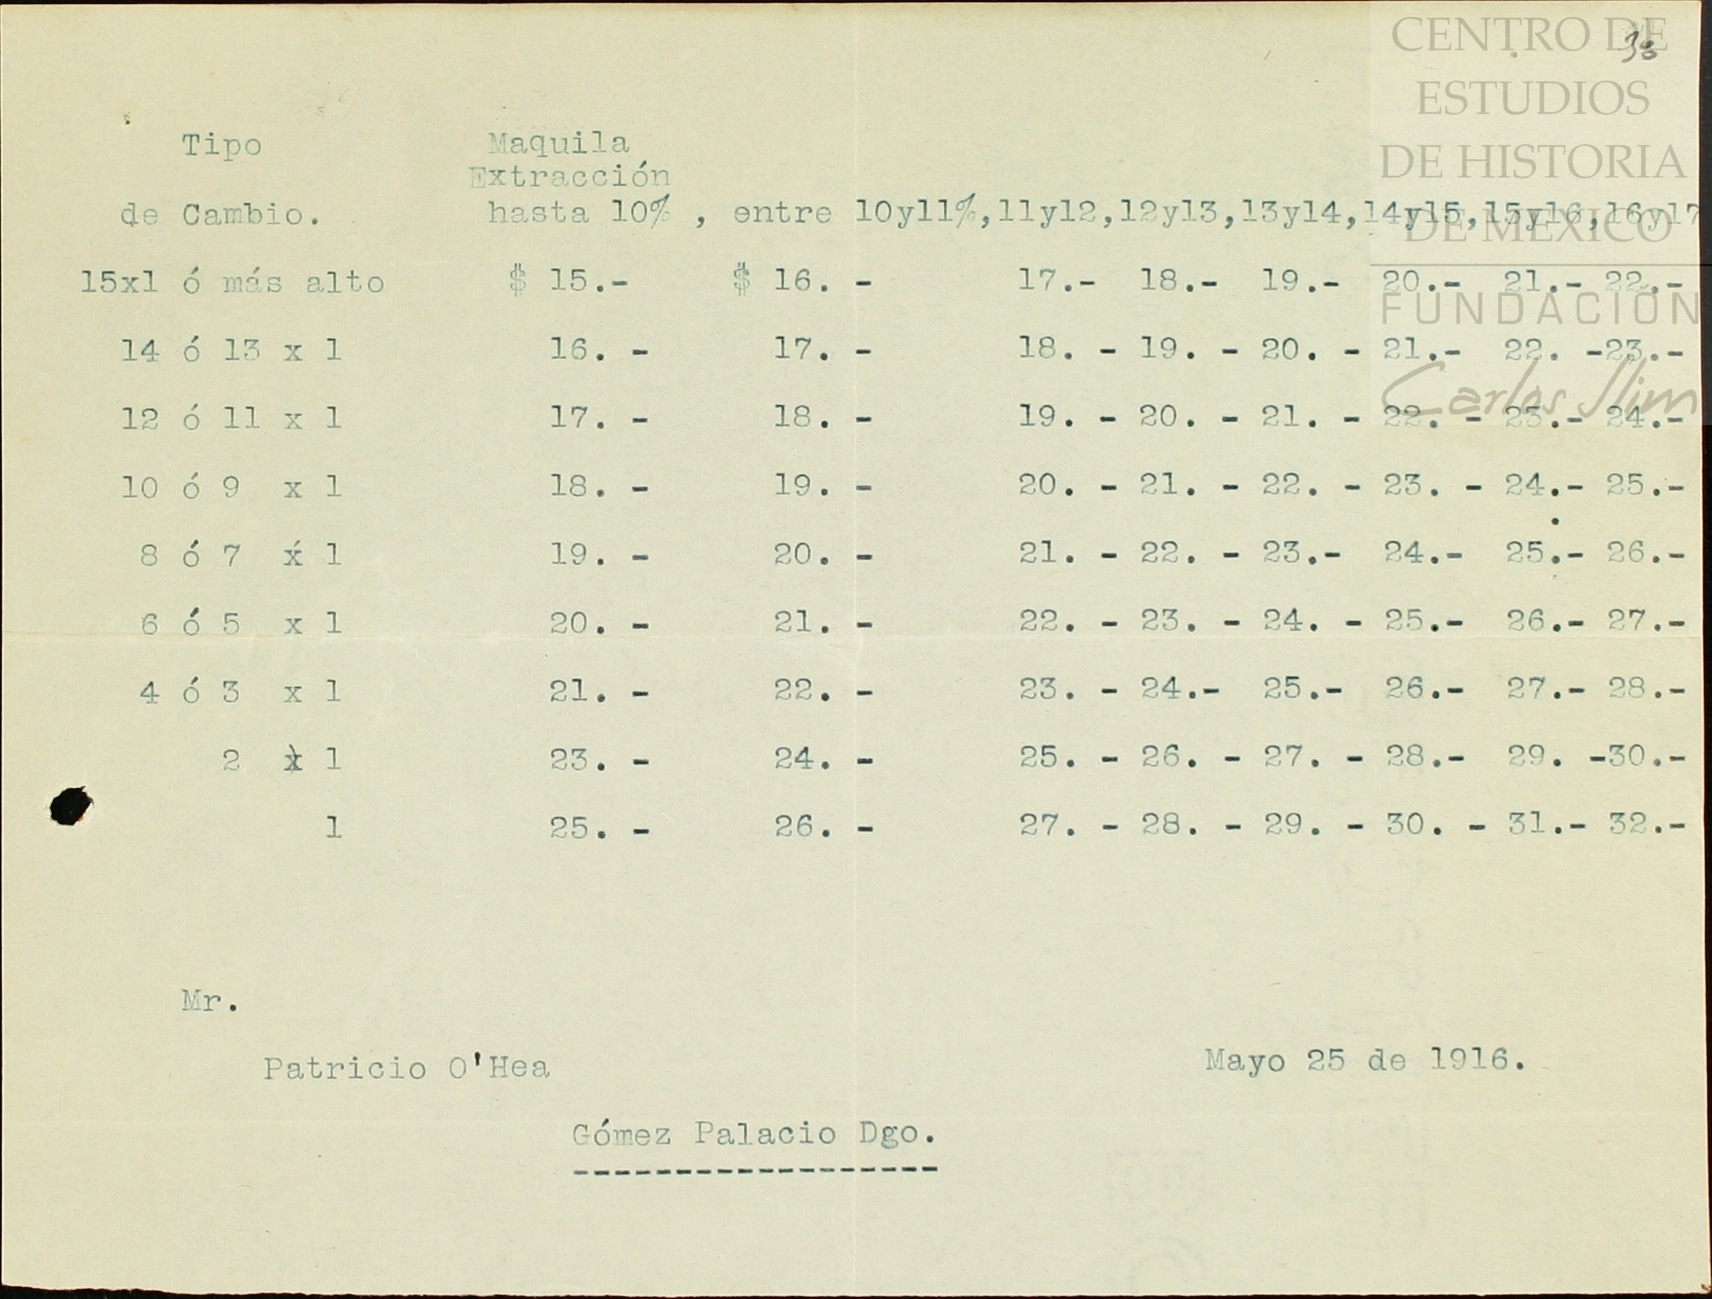 CENTRO DE
ESTUDIOS
DE HISTORIA
DE MEXICO
FUNDACIÓN
Carlos Slim
Tipo Maquila
Extracción
de Cambio. hasta 10% , entre 10y11%,11y12,12y13,13y14,14y15,15y16,16y17
15x1 ó más alto $ 15.- $ 16. - 17.- 18.- 19.- 20.- 21.- 22.-
14 ó 13 x 1 16. - 17. - 18. - 19. - 20. - 21.- 22. -23.-
12 ó 11 x 1 17. - 18. - 19. - 20. - 21. - 22. - 23.- 24.-
10 ó 9 x 1 18. - 19. - 20. - 21. - 22. - 23. - 24.- 25.-
8 ó 7 x 1 19. - 20. - 21. - 22. - 23.- 24.- 25.- 26.-
6 ó 5 x 1 20. - 21. - 22. - 23. - 24. - 25.- 26.- 27.-
4 ó 3 x 1 21. - 22. - 23. - 24.- 25.- 26.- 27.- 28.-
2 x 1 23. - 24. - 25. - 26. - 27. - 28.- 29. -30.-
1 25. - 26. - 27. - 28. - 29. - 30. - 31.- 32.-
Mr.
Patricio O'Hea
Mayo 25 de 1916.
Gómez Palacio Dgo.
------------------